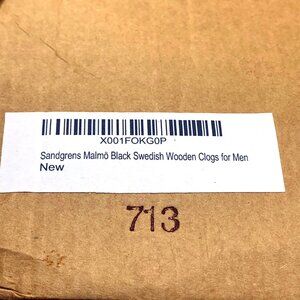 X001FOKG0P
Sandgrens Malmö Black Swedish Wooden Clogs for Men
New
713